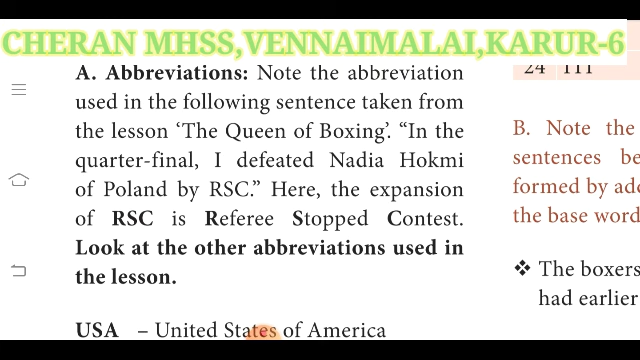 CHERAN MHSS,VENNAIMALAI,KARUR-6
A. Abbreviations: Note the abbreviation
used in the following sentence taken from
the lesson ‘The Queen of Boxing’. “In the
quarter-final, I defeated Nadia Hokmi
of Poland by RSC.” Here, the expansion
of RSC is Referee Stopped Contest.
Look at the other abbreviations used in
the lesson.
USA – United States of America
24 111
B. Note the
sentences be
formed by add
the base word
❖ The boxers
had earlier